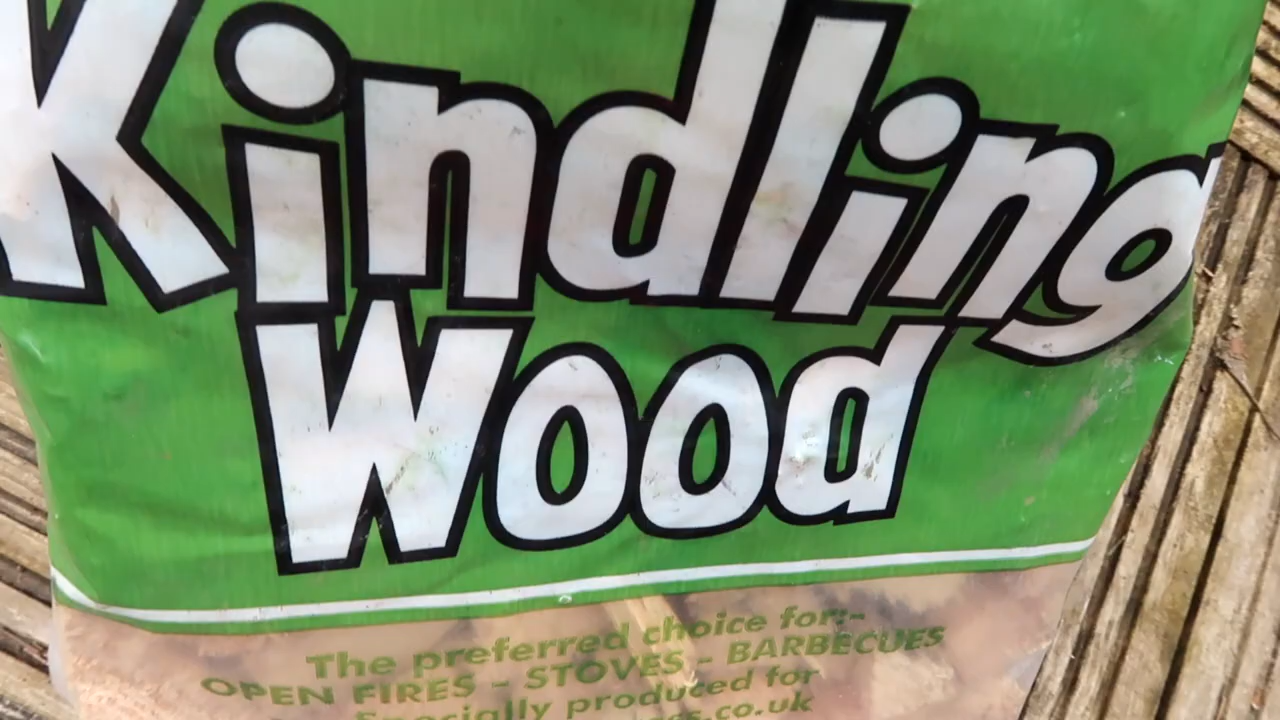 Kindling
Wood
The preferred choice for:-
OPEN FIRES - STOVES - BARBECUES
Specially produced for
.co.uk